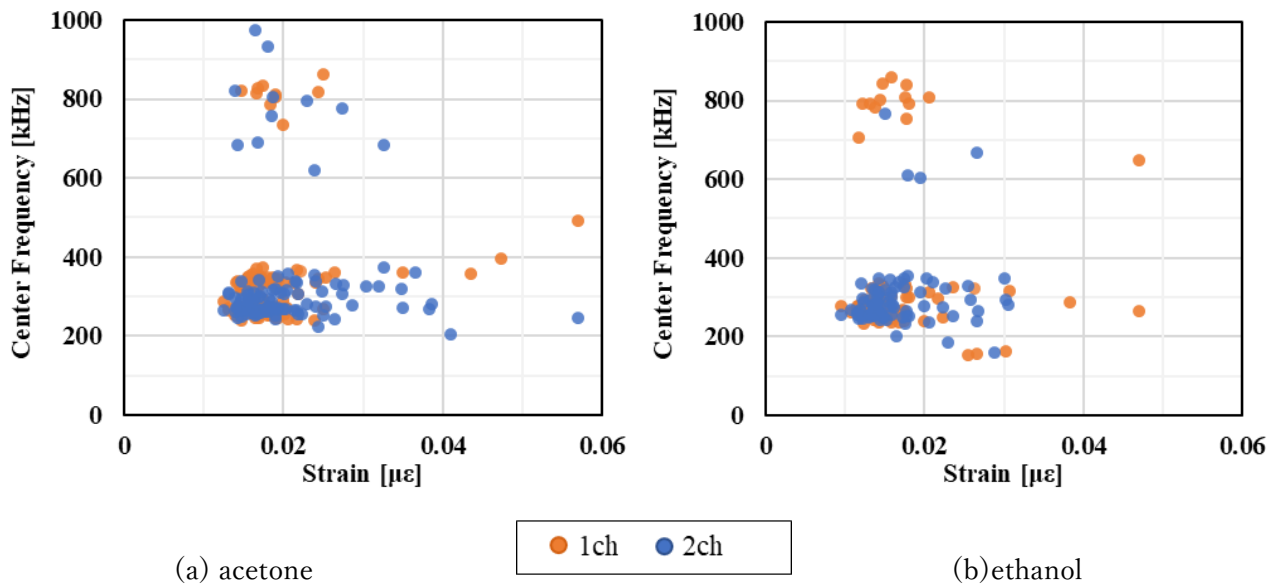 1000
800
600
400
200
0
Center Frequency [kHz]
0 0.02 0.04 0.06
Strain [με]
1000
800
600
400
200
0
Center Frequency [kHz]
0 0.02 0.04 0.06
Strain [με]
1ch 2ch
(a) acetone
(b)ethanol